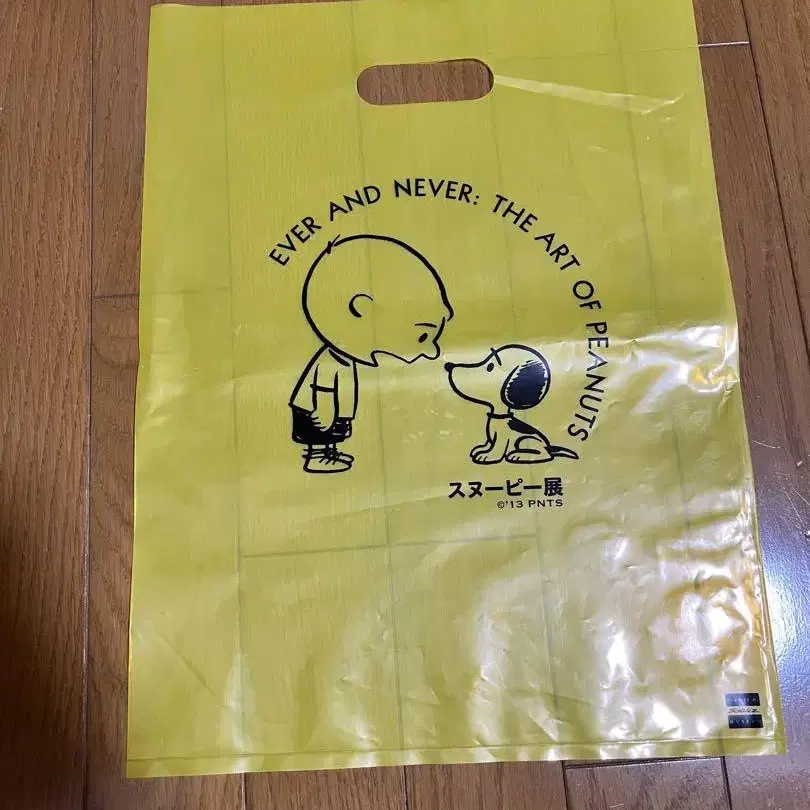 EVER AND NEVER: THE ART OF PEANUTS
スヌーピー展
©'13 PNTS